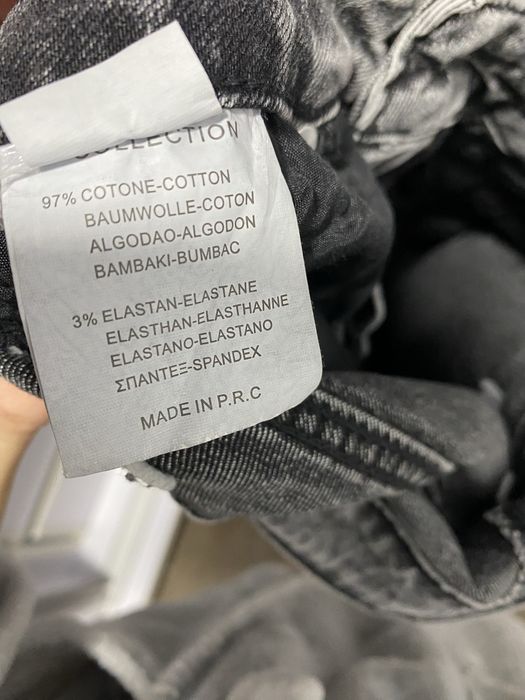 COLLECTION
97% COTONE-COTTON
BAUMWOLLE-COTON
ALGODAO-ALGODON
BAMBAKI-BUMBAC
3% ELASTAN-ELASTANE
ELASTHAN-ELASTHANNE
ELASTANO-ELASTANO
ΣΠΑΝΤΕΞ-SPANDEX
MADE IN P.R.C